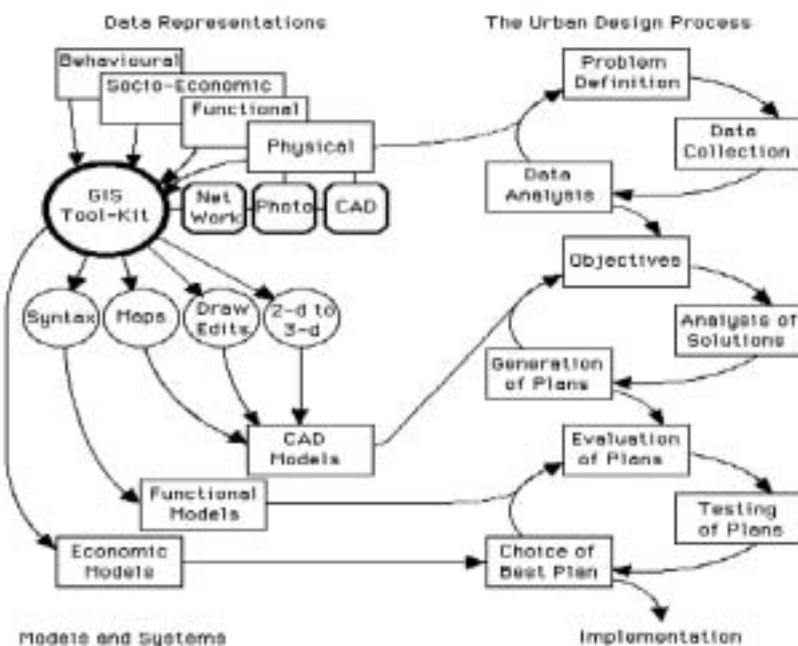 Data Representations
The Urban Design Process
Behavioural
Socio-Economic
Functional
Physical
GIS
Tool-Kit
Net
Work
Photo
CAD
Syntax
Maps
Draw
Edits
2-d to
3-d
CAD
Models
Functional
Models
Economic
Models
Problem
Definition
Data
Collection
Data
Analysis
Objectives
Analysis of
Solutions
Generation
of Plans
Evaluation
of Plans
Testing
of Plans
Choice of
Best Plan
Models and Systems
Implementation